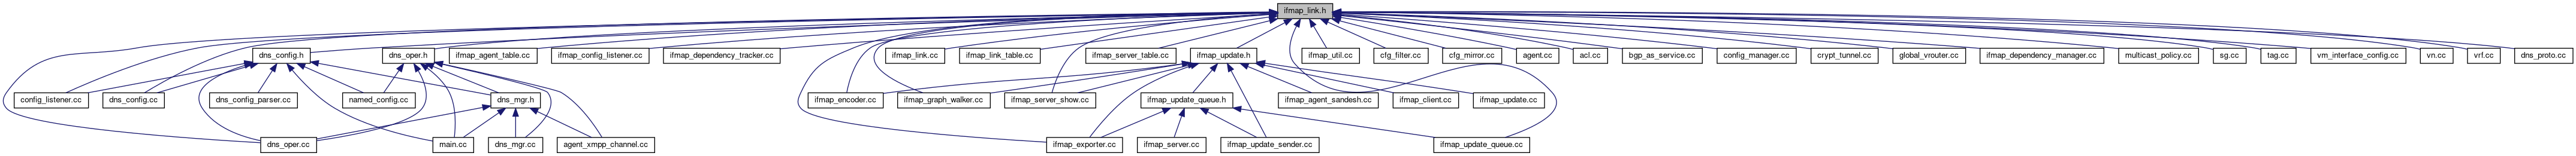 ifmap_link.h
dns_config.h
dns_oper.h
ifmap_agent_table.cc
ifmap_config_listener.cc
ifmap_dependency_tracker.cc
ifmap_link.cc
ifmap_link_table.cc
ifmap_server_table.cc
ifmap_update.h
ifmap_util.cc
cfg_filter.cc
cfg_mirror.cc
agent.cc
acl.cc
bgp_as_service.cc
config_manager.cc
crypt_tunnel.cc
global_vrouter.cc
ifmap_dependency_manager.cc
multicast_policy.cc
sg.cc
tag.cc
vm_interface_config.cc
vn.cc
vrf.cc
dns_proto.cc
config_listener.cc
dns_config.cc
dns_config_parser.cc
named_config.cc
dns_mgr.h
ifmap_encoder.cc
ifmap_graph_walker.cc
ifmap_server_show.cc
ifmap_update_queue.h
ifmap_agent_sandesh.cc
ifmap_client.cc
ifmap_update.cc
dns_oper.cc
main.cc
dns_mgr.cc
agent_xmpp_channel.cc
ifmap_exporter.cc
ifmap_server.cc
ifmap_update_sender.cc
ifmap_update_queue.cc